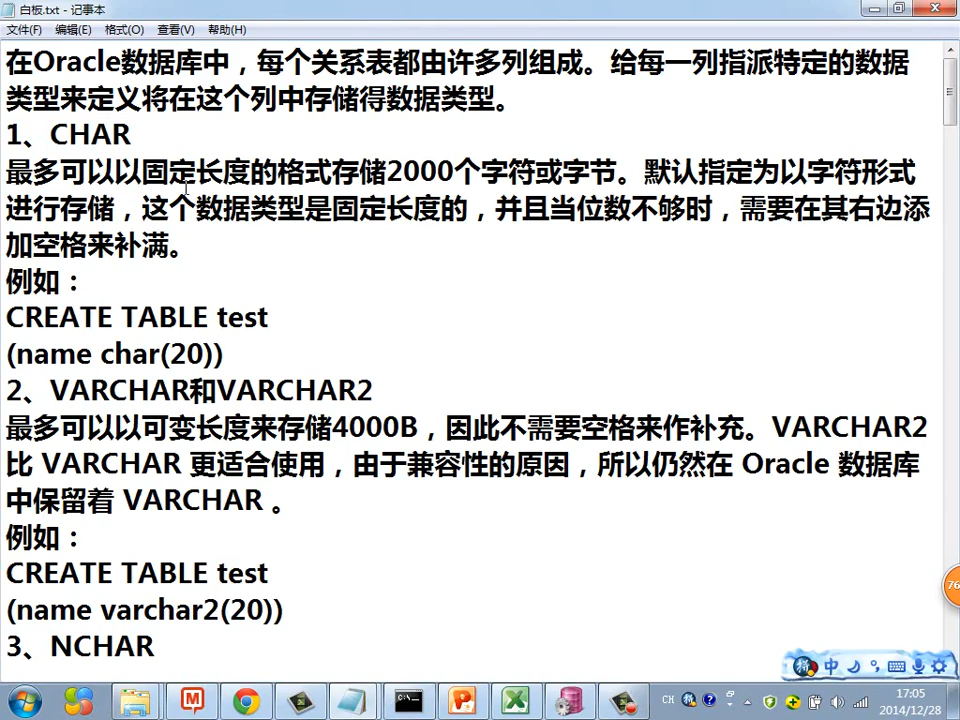 白板.txt - 记事本
文件(F) 编辑(E) 格式(O) 查看(V) 帮助(H)
在Oracle数据库中，每个关系表都由许多列组成。给每一列指派特定的数据
类型来定义将在这个列中存储得数据类型。
1、CHAR
最多可以以固定长度的格式存储2000个字符或字节。默认指定为以字符形式
进行存储，这个数据类型是固定长度的，并且当位数不够时，需要在其右边添
加空格来补满。
例如：
CREATE TABLE test
(name char(20))
2、VARCHAR和VARCHAR2
最多可以以可变长度来存储4000B，因此不需要空格来作补充。VARCHAR2
比 VARCHAR 更适合使用，由于兼容性的原因，所以仍然在 Oracle 数据库
中保留着 VARCHAR 。
例如：
CREATE TABLE test
(name varchar2(20))
3、NCHAR
76
拼 中
CH
17:05
2014/12/28